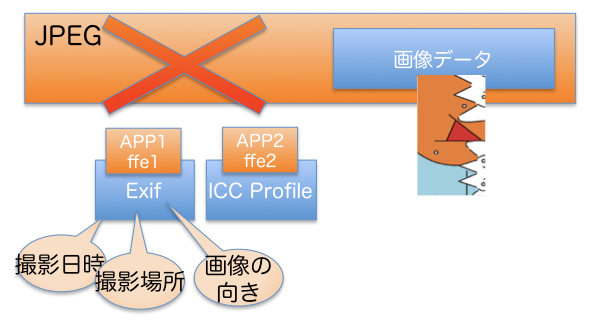 JPEG
画像データ
APP1
ffe1
Exif
APP2
ffe2
ICC Profile
撮影日時
撮影場所
画像の
向き